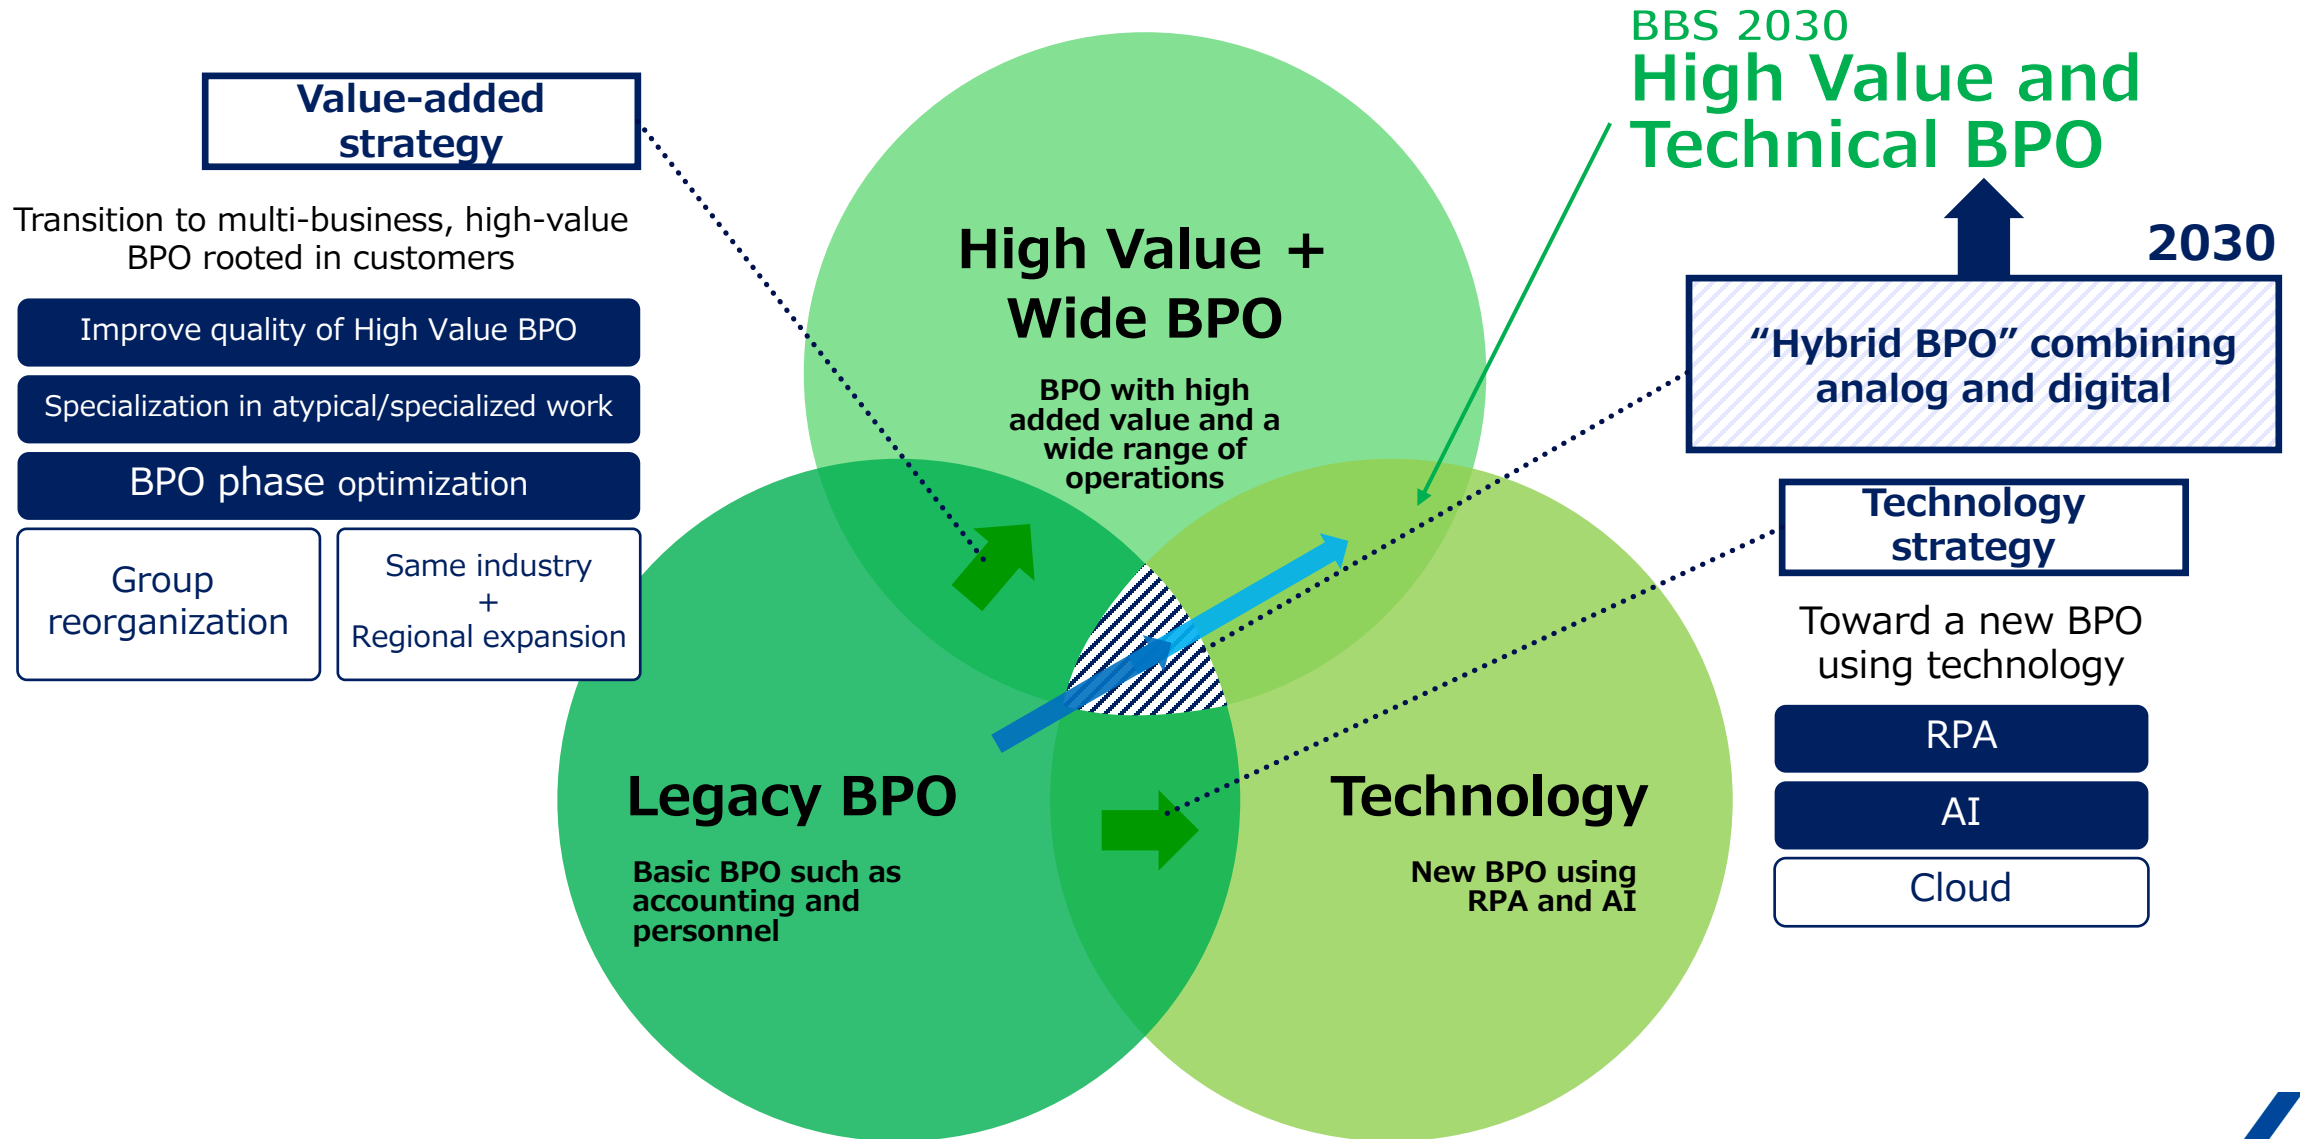 Value-added
strategy
Transition to multi-business, high-value
BPO rooted in customers
Improve quality of High Value BPO
Specialization in atypical/specialized work
BPO phase optimization
Group
reorganization
Same industry
+
Regional expansion
High Value +
Wide BPO
BPO with high
added value and a
wide range of
operations
Legacy BPO
Basic BPO such as
accounting and
personnel
Technology
New BPO using
RPA and AI
BBS 2030
High Value and
Technical BPO
2030
“Hybrid BPO” combining
analog and digital
Technology
strategy
Toward a new BPO
using technology
RPA
AI
Cloud